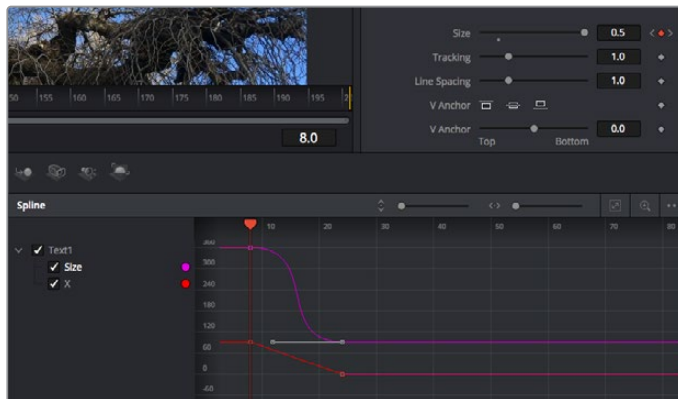 Size 0.5
Tracking 1.0
Line Spacing 1.0
V Anchor
V Anchor 0.0
Top Bottom
150 155 160 165 170 175 180 185 190 195
8.0
Spline
10 20 30 40 50 60 70 80
Text1
Size
X
360
300
240
180
120
60
0
-60